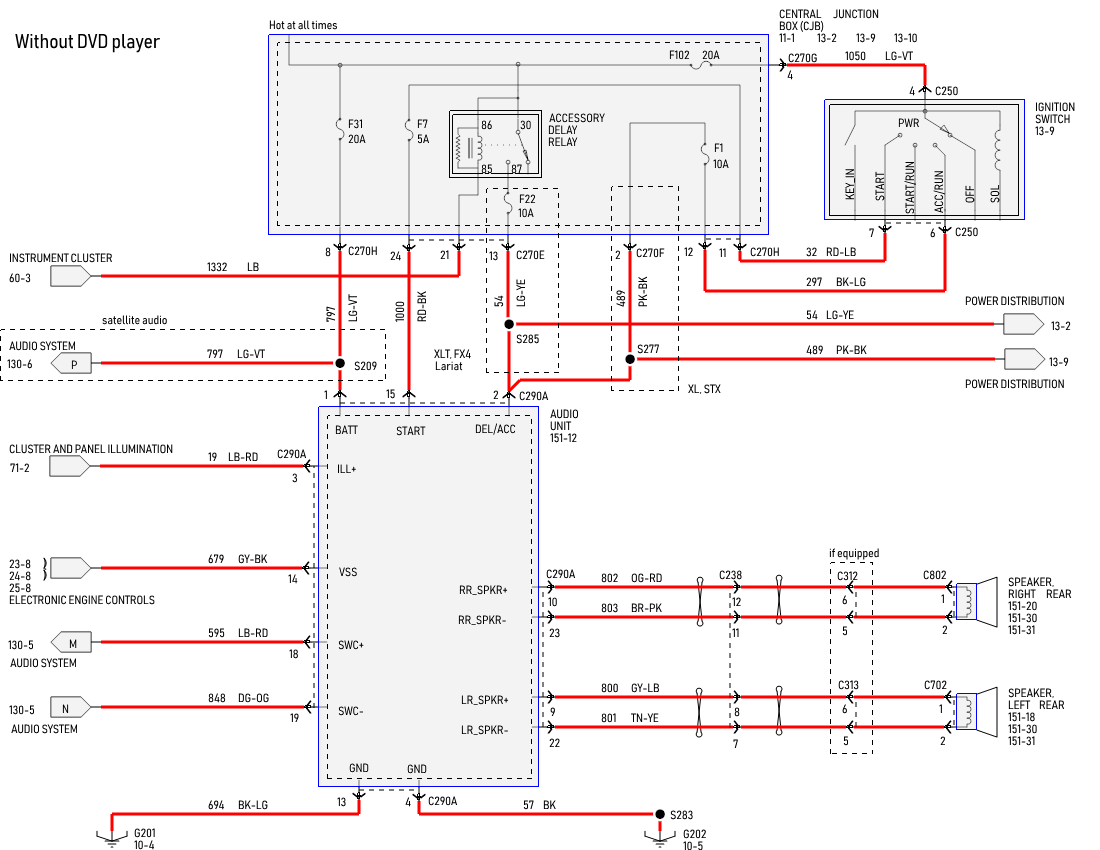 Without DVD player
Hot at all times
CENTRAL JUNCTION
BOX (CJB)
11-1 13-2 13-9 13-10
F102 20A
C270G
4
1050 LG-VT
4 C250
IGNITION
SWITCH
13-9
PWR
KEY_IN
START
START/RUN
ACC/RUN
OFF
SOL
7
6 C250
F31
20A
F7
5A
86
30
85
87
ACCESSORY
DELAY
RELAY
F1
10A
F22
10A
8 C270H
24
21
13 C270E
2 C270F
12
11 C270H
32 RD-LB
297 BK-LG
INSTRUMENT CLUSTER
60-3
1332 LB
797
LG-VT
1000
RD-BK
54
LG-YE
489
PK-BK
POWER DISTRIBUTION
54 LG-YE
13-2
S285
satellite audio
AUDIO SYSTEM
130-6
P
797 LG-VT
S209
XLT, FX4
Lariat
S277
489 PK-BK
13-9
POWER DISTRIBUTION
XL, STX
1
15
2 C290A
AUDIO
UNIT
151-12
BATT
START
DEL/ACC
CLUSTER AND PANEL ILLUMINATION
71-2
19 LB-RD
C290A
3
ILL+
23-8
24-8
25-8
ELECTRONIC ENGINE CONTROLS
679 GY-BK
14
VSS
130-5
M
AUDIO SYSTEM
595 LB-RD
18
SWC+
130-5
N
AUDIO SYSTEM
848 DG-OG
19
SWC-
if equipped
RR_SPKR+
C290A
10
802 OG-RD
C238
12
C312
6
C802
1
RR_SPKR-
23
803 BR-PK
11
5
2
SPEAKER,
RIGHT REAR
151-20
151-30
151-31
LR_SPKR+
9
800 GY-LB
8
C313
6
C702
1
LR_SPKR-
22
801 TN-YE
7
5
2
SPEAKER,
LEFT REAR
151-18
151-30
151-31
GND
GND
13
4 C290A
694 BK-LG
57 BK
G201
10-4
S283
G202
10-5